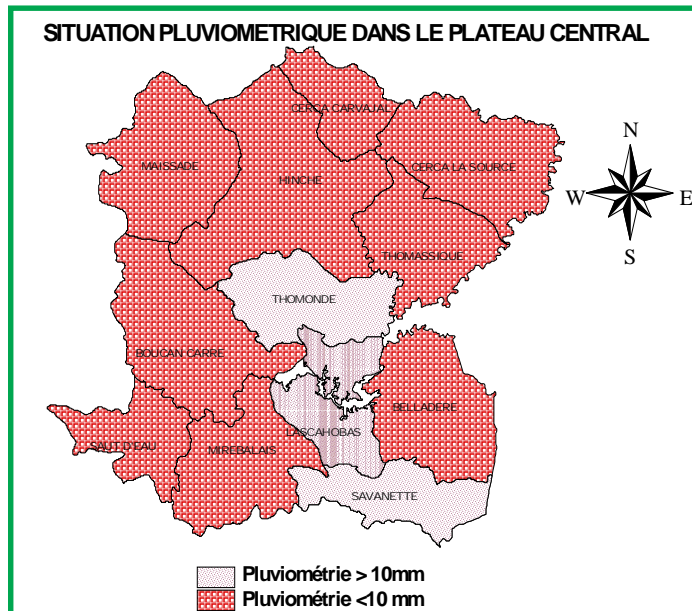 SITUATION PLUVIOMETRIQUE DANS LE PLATEAU CENTRAL
CERCA CARVAJAL
MAISSADE
CERCA LA SOURCE
HINCHE
N
W
E
S
THOMASSIQUE
THOMONDE
BOUCAN CARRE
BELLADERE
LASCAHOBAS
SAUT D'EAU
MIREBALAIS
SAVANETTE
Pluviométrie > 10mm
Pluviométrie <10 mm